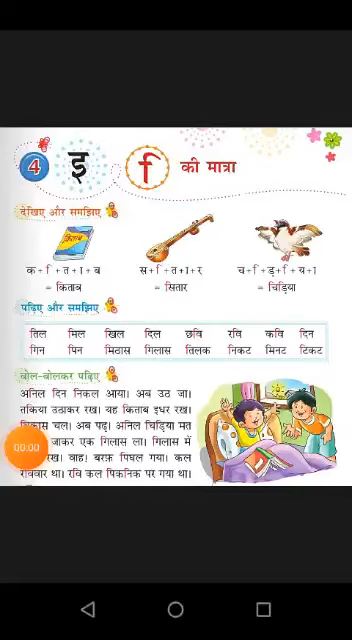 4 इ ि की मात्रा
देखिए और समझिए
किताब
क + ि + त + ा + ब
स + ि + त + ा + र
च + ि + ड़ + ि + य + ा
= किताब
= सितार
= चिड़िया
पढ़िए और समझिए
तिल मिल खिल दिल छवि रवि कवि दिन
गिन पिन मिठास गिलास तिलक निकट मिनट टिकट
बोल-बोलकर पढ़िए
अनिल दिन निकल आया। अब उठ जा।
तकिया उठाकर रख। यह किताब इधर रख।
चल। अब पढ़। अनिल चिड़िया मत
00:00
जाकर एक गिलास ला। गिलास में
रख। वाह! बरफ़ पिघल गया। कल
रविवार था। रवि कल पिकनिक पर गया था।